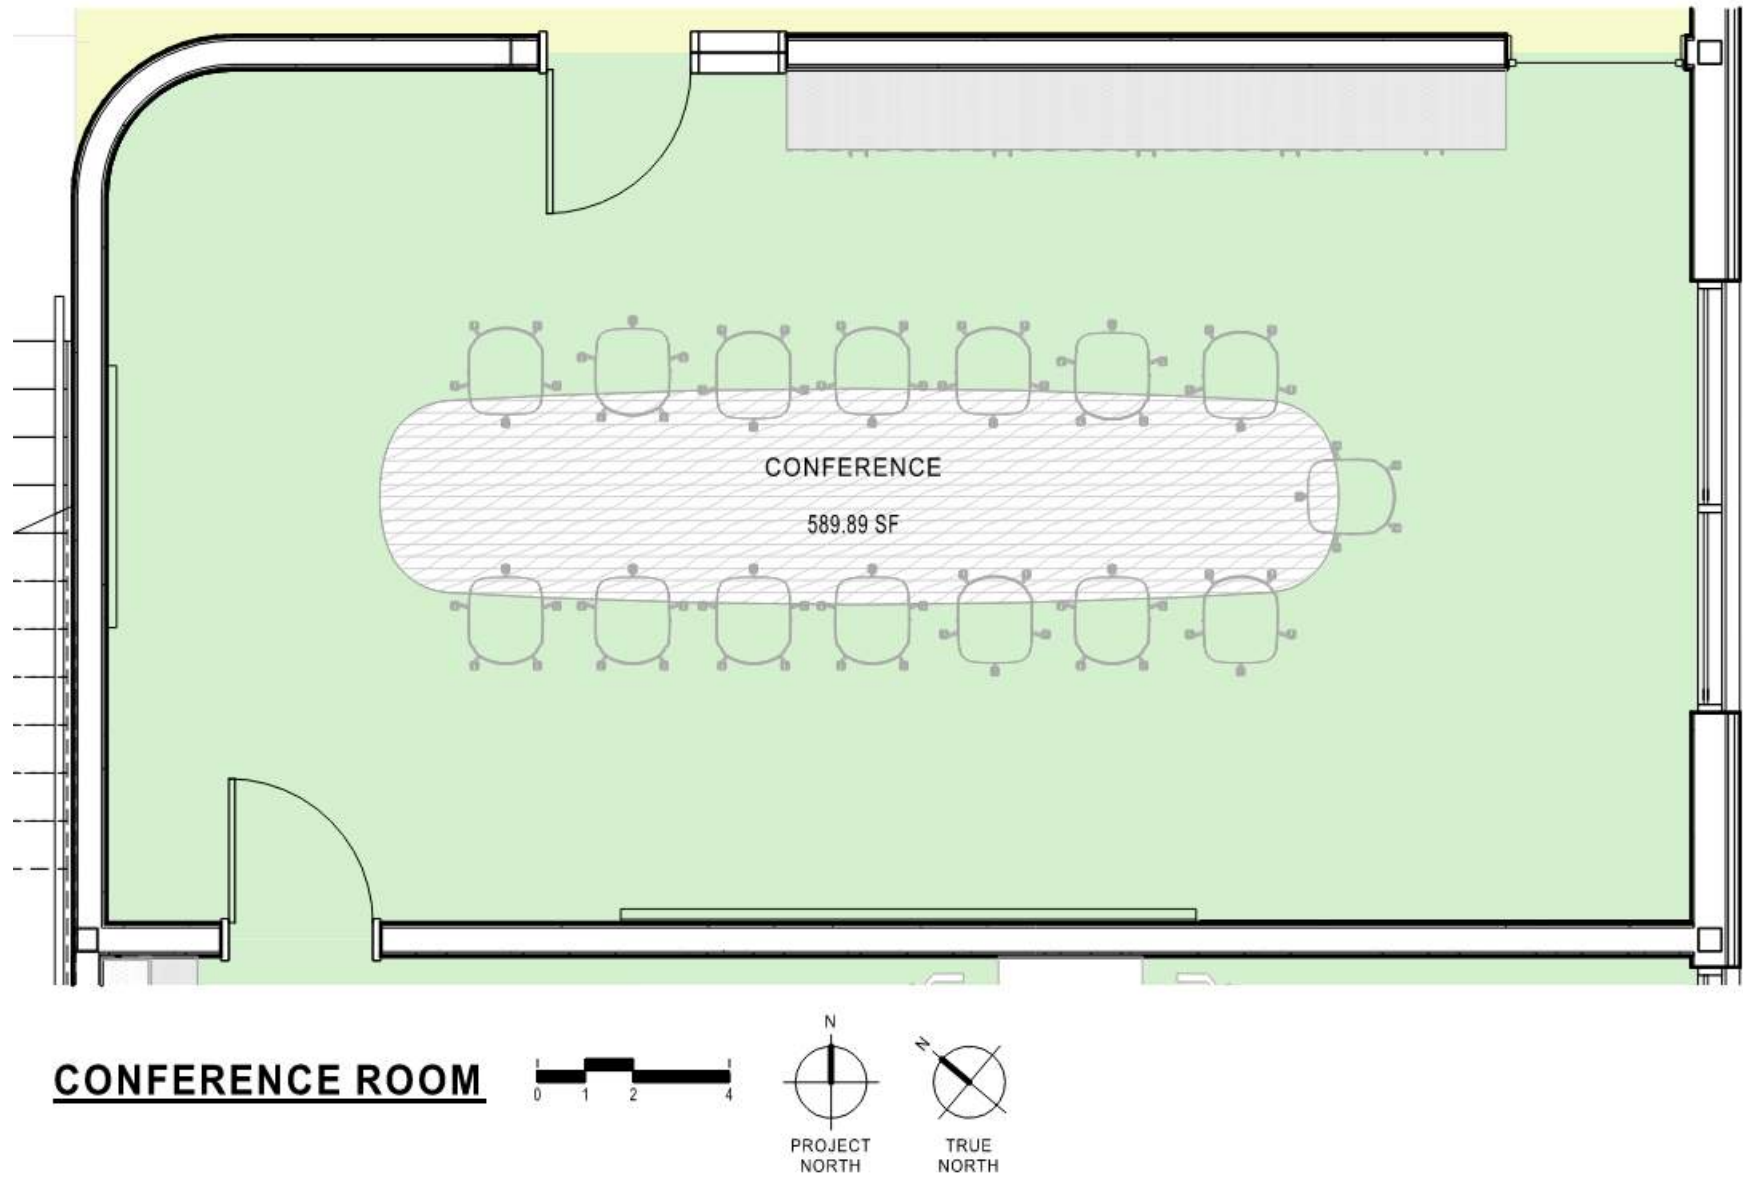 CONFERENCE
589.89 SF
CONFERENCE ROOM
0 1 2 4
N
PROJECT
NORTH
N
TRUE
NORTH